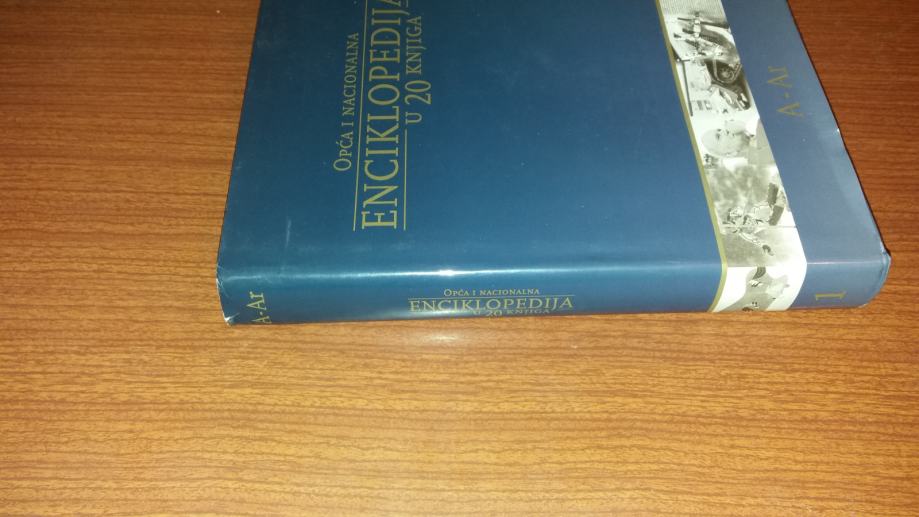 OPĆA I NACIONALNA
ENCIKLOPEDIJA
U 20 KNJIGA
A - Ar
A-Ar
OPĆA I NACIONALNA
ENCIKLOPEDIJA
U 20 KNJIGA
1